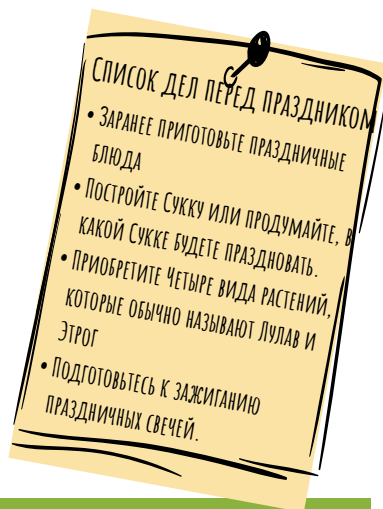 Список дел перед праздником
• Заранее приготовьте праздничные
блюда
• Постройте Сукку или продумайте, в
какой Сукке будете праздновать.
• Приобретите Четыре вида растений,
которые обычно называют Лулав и
Этрог
• Подготовьтесь к зажиганию
праздничных свечей.